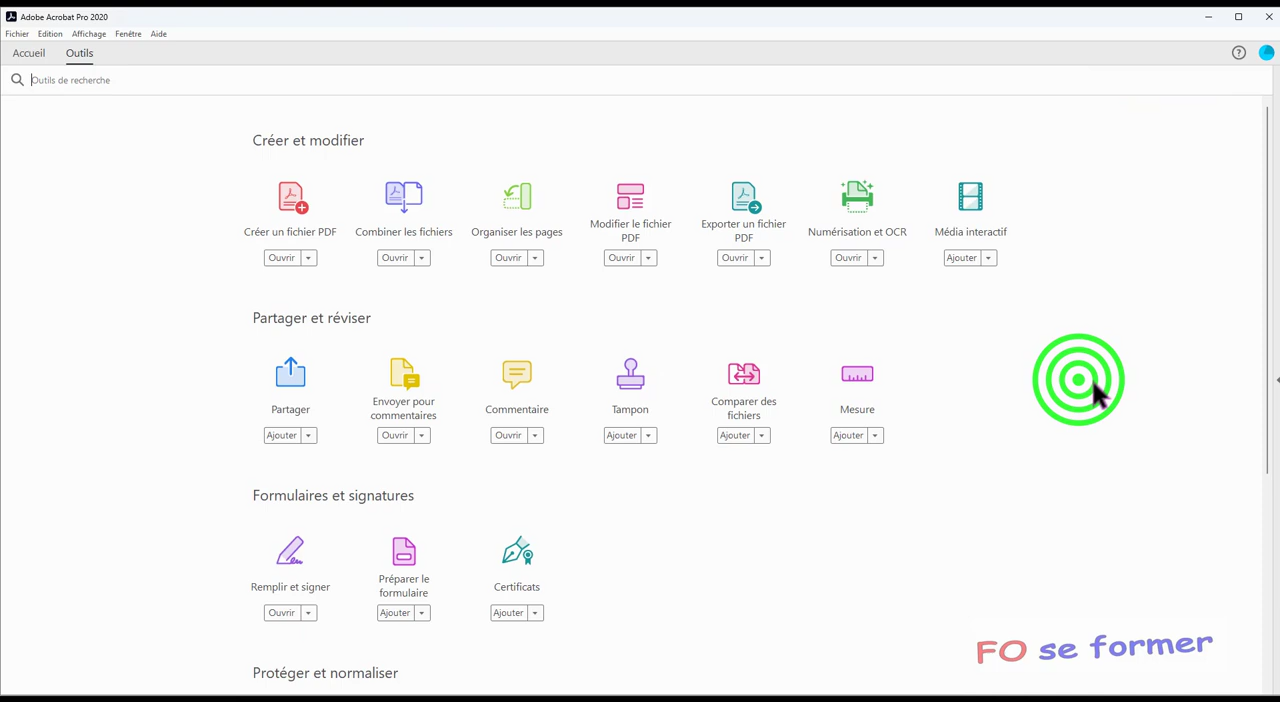 Adobe Acrobat Pro 2020
Fichier Edition Affichage Fenêtre Aide
Accueil Outils
Outils de recherche
Créer et modifier
Créer un fichier PDF
Ouvrir
Combiner les fichiers
Ouvrir
Organiser les pages
Ouvrir
Modifier le fichier
PDF
Ouvrir
Exporter un fichier
PDF
Ouvrir
Numérisation et OCR
Ouvrir
Média interactif
Ajouter
Partager et réviser
Partager
Ajouter
Envoyer pour
commentaires
Ouvrir
Commentaire
Ouvrir
Tampon
Ajouter
Comparer des
fichiers
Ajouter
Mesure
Ajouter
Formulaires et signatures
Remplir et signer
Ouvrir
Préparer le
formulaire
Ajouter
Certificats
Ajouter
Protéger et normaliser
FO se former